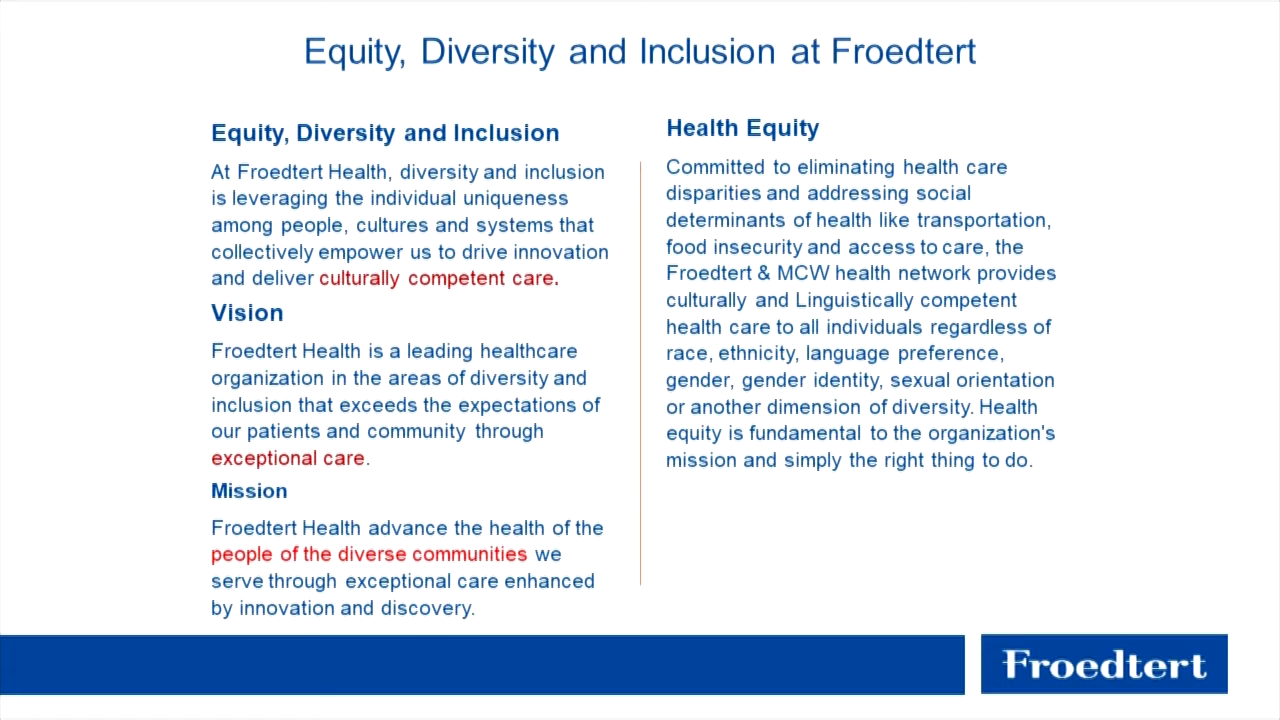 Equity, Diversity and Inclusion at Froedtert
Equity, Diversity and Inclusion
At Froedtert Health, diversity and inclusion
is leveraging the individual uniqueness
among people, cultures and systems that
collectively empower us to drive innovation
and deliver culturally competent care.
Vision
Froedtert Health is a leading healthcare
organization in the areas of diversity and
inclusion that exceeds the expectations of
our patients and community through
exceptional care.
Mission
Froedtert Health advance the health of the
people of the diverse communities we
serve through exceptional care enhanced
by innovation and discovery.
Health Equity
Committed to eliminating health care
disparities and addressing social
determinants of health like transportation,
food insecurity and access to care, the
Froedtert & MCW health network provides
culturally and Linguistically competent
health care to all individuals regardless of
race, ethnicity, language preference,
gender, gender identity, sexual orientation
or another dimension of diversity. Health
equity is fundamental to the organization's
mission and simply the right thing to do.
Froedtert